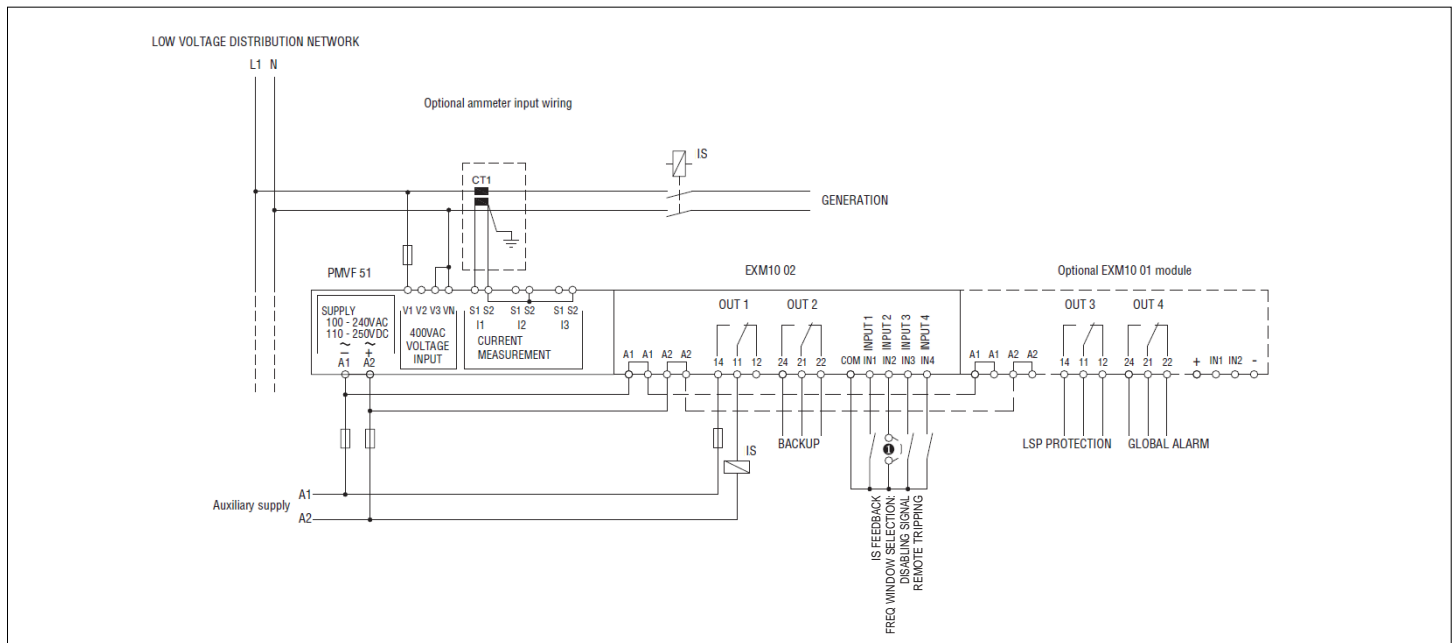 LOW VOLTAGE DISTRIBUTION NETWORK
L1 N
Optional ammeter input wiring
IS
CT1
GENERATION
PMVF 51
EXM10 02
Optional EXM10 01 module
SUPPLY
100 - 240VAC
110 - 250VDC
~ ~
− +
A1 A2
V1 V2 V3 VN
400VAC
VOLTAGE
INPUT
S1 S2 S1 S2 S1 S2
I1 I2 I3
CURRENT
MEASUREMENT
OUT 1 OUT 2
A1 A1 A2 A2
14 11 12
24 21 22
INPUT 1
INPUT 2
INPUT 3
INPUT 4
COM IN1 IN2 IN3 IN4
OUT 3 OUT 4
A1 A1 A2 A2
14 11 12
24 21 22
+ IN1 IN2 -
BACKUP
1
LSP PROTECTION
GLOBAL ALARM
IS
Auxiliary supply
A1
A2
IS FEEDBACK
FREQ WINDOW SELECTION:
DISABLING SIGNAL
REMOTE TRIPPING